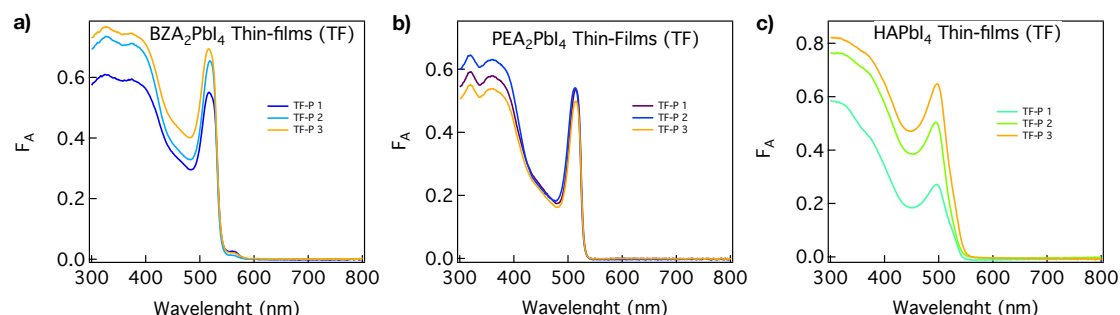 a)
BZA2PbI4 Thin-films (TF)
FA
0.6
0.4
0.2
0.0
TF-P 1
TF-P 2
TF-P 3
300 400 500 600 700 800
Wavelenght (nm)
b)
PEA2PbI4 Thin-Films (TF)
FA
0.6
0.4
0.2
0.0
TF-P 1
TF-P 2
TF-P 3
300 400 500 600 700 800
Wavelenght (nm)
c)
HAPbI4 Thin-films (TF)
FA
0.8
0.6
0.4
0.2
0.0
TF-P 1
TF-P 2
TF-P 3
300 400 500 600 700 800
Wavelenght (nm)